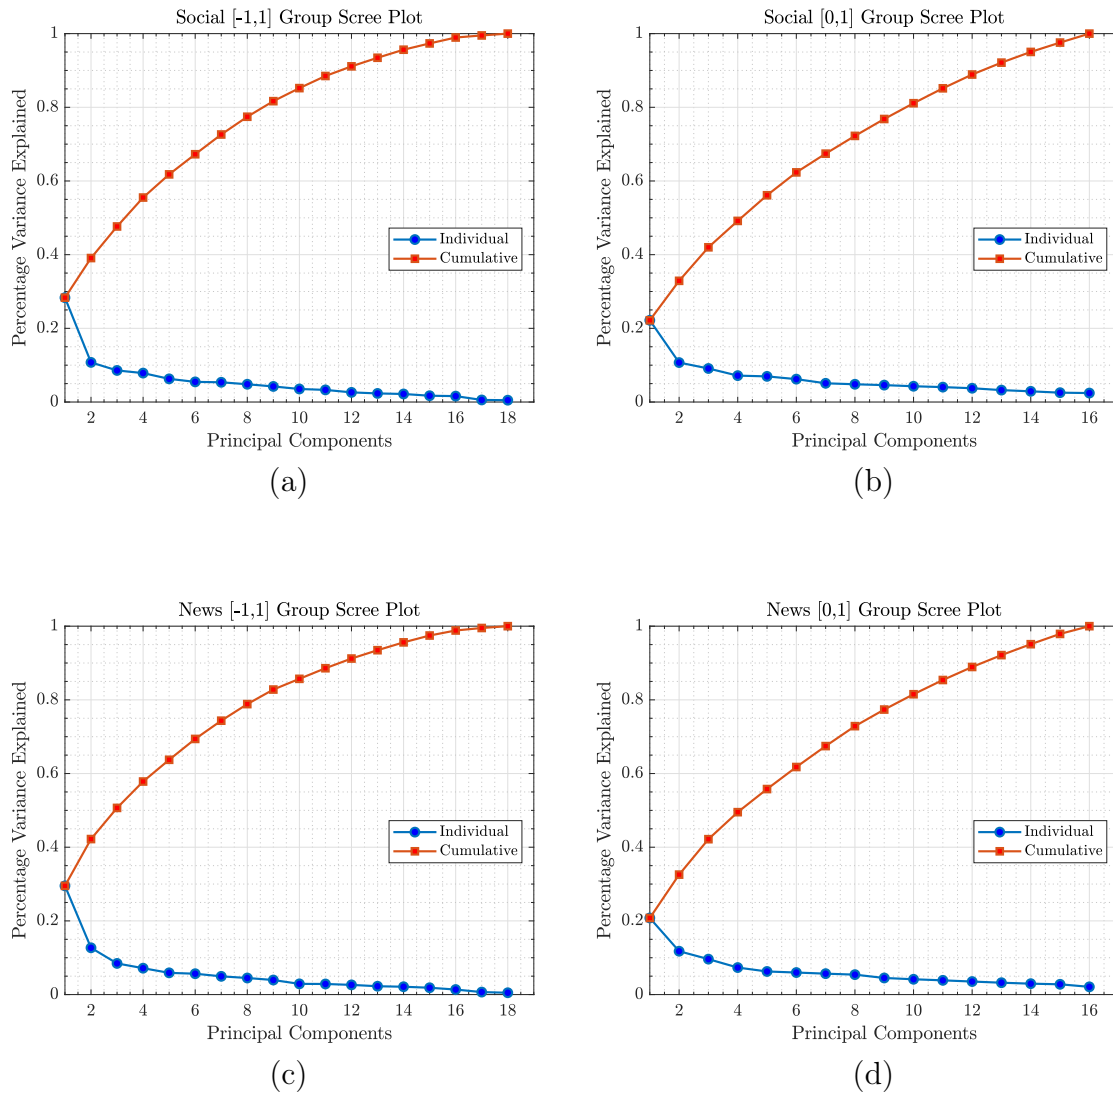 Social [-1,1] Group Scree Plot
Percentage Variance Explained
1
0.8
0.6
0.4
0.2
0
Individual
Cumulative
2 4 6 8 10 12 14 16 18
Principal Components
(a)
Social [0,1] Group Scree Plot
Percentage Variance Explained
1
0.8
0.6
0.4
0.2
0
Individual
Cumulative
2 4 6 8 10 12 14 16
Principal Components
(b)
News [-1,1] Group Scree Plot
Percentage Variance Explained
1
0.8
0.6
0.4
0.2
0
Individual
Cumulative
2 4 6 8 10 12 14 16 18
Principal Components
(c)
News [0,1] Group Scree Plot
Percentage Variance Explained
1
0.8
0.6
0.4
0.2
0
Individual
Cumulative
2 4 6 8 10 12 14 16
Principal Components
(d)